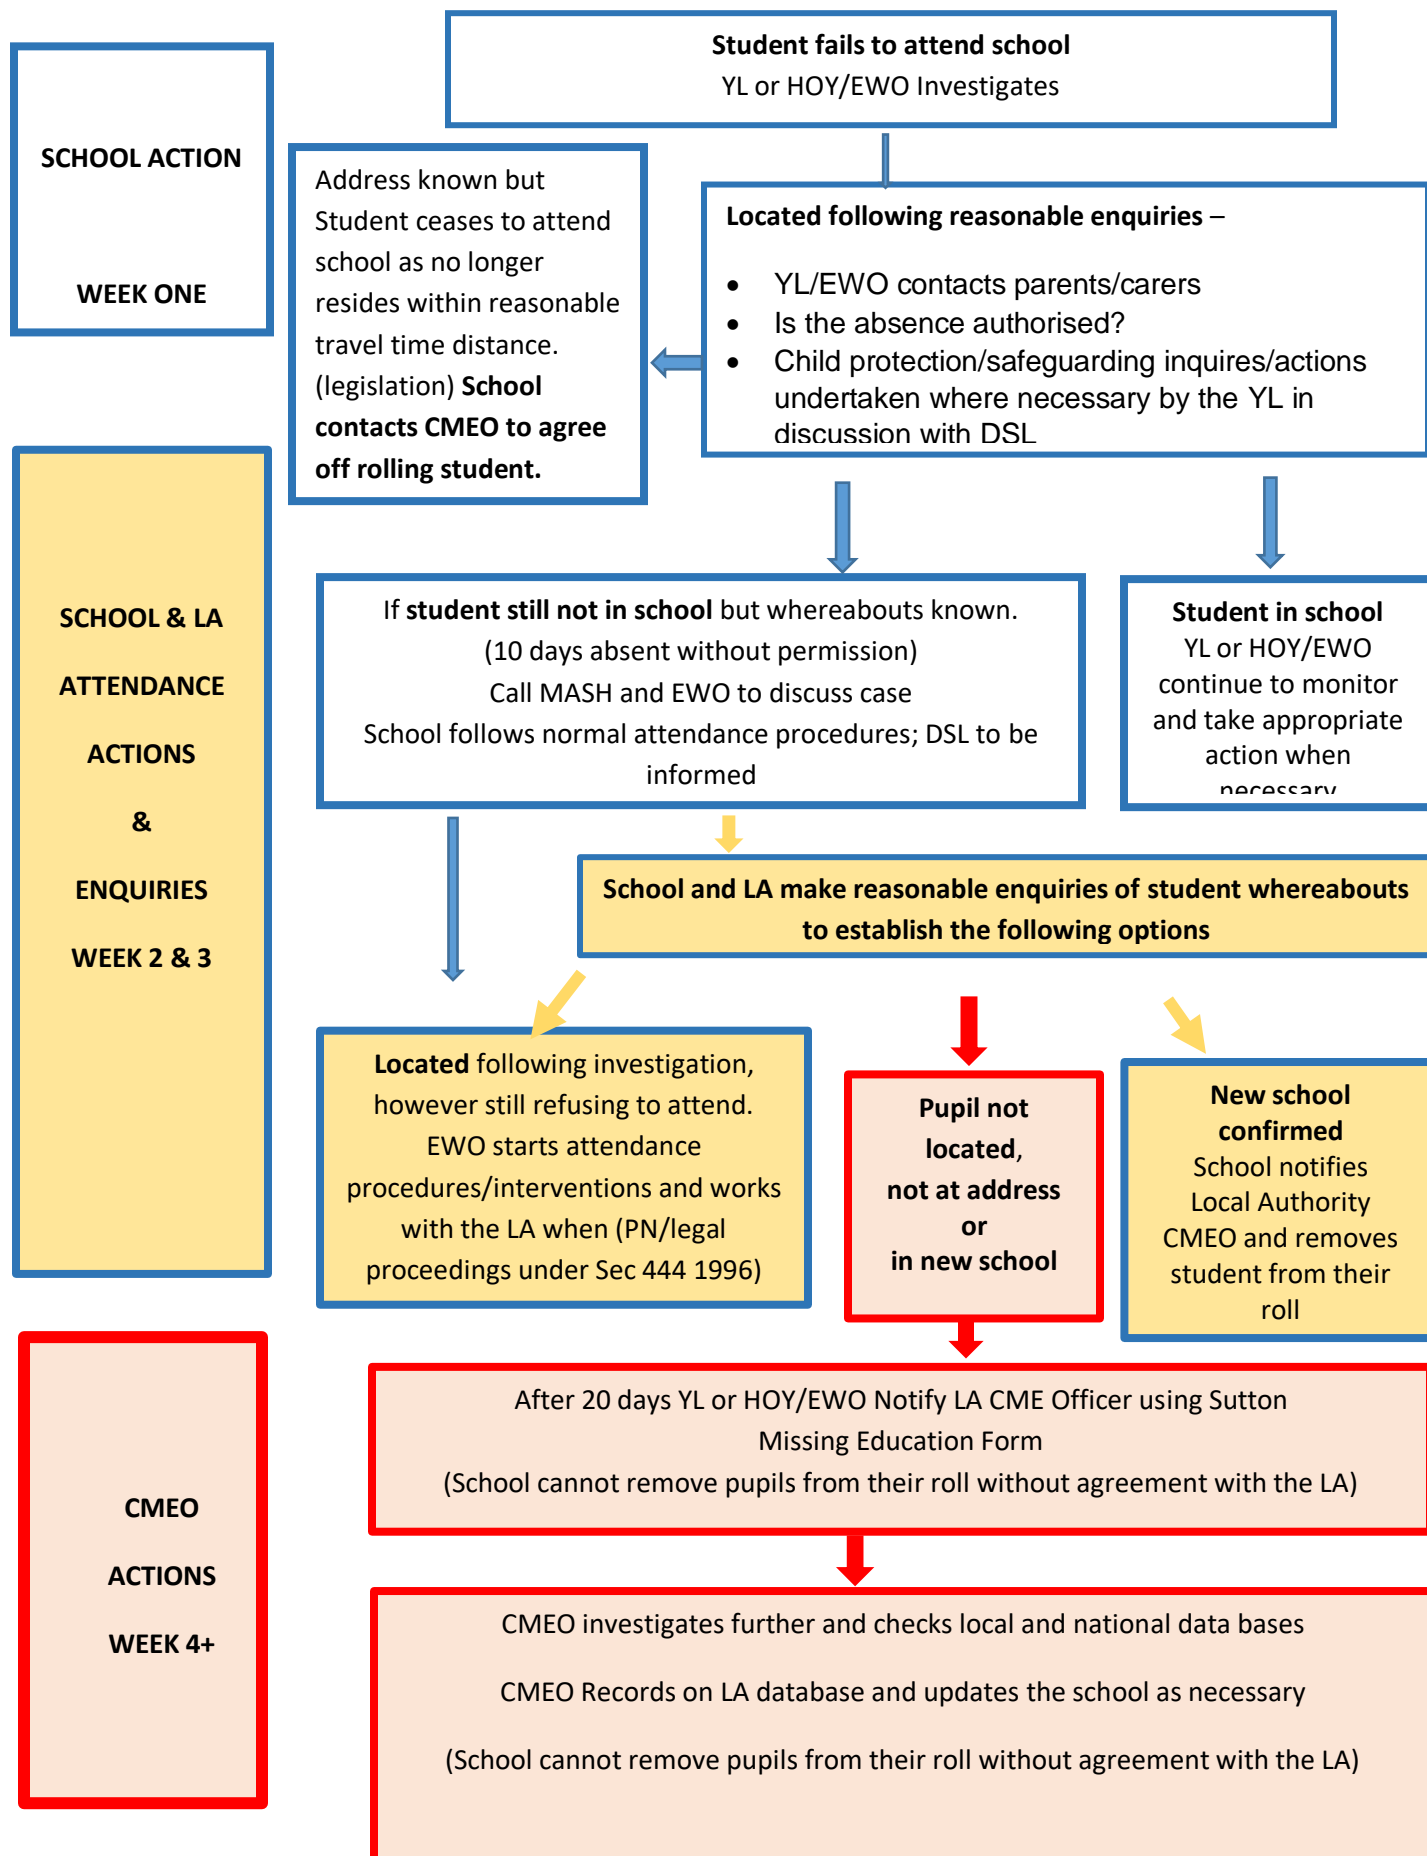 Student fails to attend school
YL or HOY/EWO Investigates
SCHOOL ACTION
WEEK ONE
Address known but
Student ceases to attend
school as no longer
resides within reasonable
travel time distance.
(legislation) School
contacts CMEO to agree
off rolling student.
Located following reasonable enquiries –
• YL/EWO contacts parents/carers
• Is the absence authorised?
• Child protection/safeguarding inquires/actions
undertaken where necessary by the YL in
discussion with DSL
SCHOOL & LA
ATTENDANCE
ACTIONS
&
ENQUIRIES
WEEK 2 & 3
If student still not in school but whereabouts known.
(10 days absent without permission)
Call MASH and EWO to discuss case
School follows normal attendance procedures; DSL to be
informed
Student in school
YL or HOY/EWO
continue to monitor
and take appropriate
action when
necessary
School and LA make reasonable enquiries of student whereabouts
to establish the following options
Located following investigation,
however still refusing to attend.
EWO starts attendance
procedures/interventions and works
with the LA when (PN/legal
proceedings under Sec 444 1996)
Pupil not
located,
not at address
or
in new school
New school
confirmed
School notifies
Local Authority
CMEO and removes
student from their
roll
CMEO
ACTIONS
WEEK 4+
After 20 days YL or HOY/EWO Notify LA CME Officer using Sutton
Missing Education Form
(School cannot remove pupils from their roll without agreement with the LA)
CMEO investigates further and checks local and national data bases
CMEO Records on LA database and updates the school as necessary
(School cannot remove pupils from their roll without agreement with the LA)